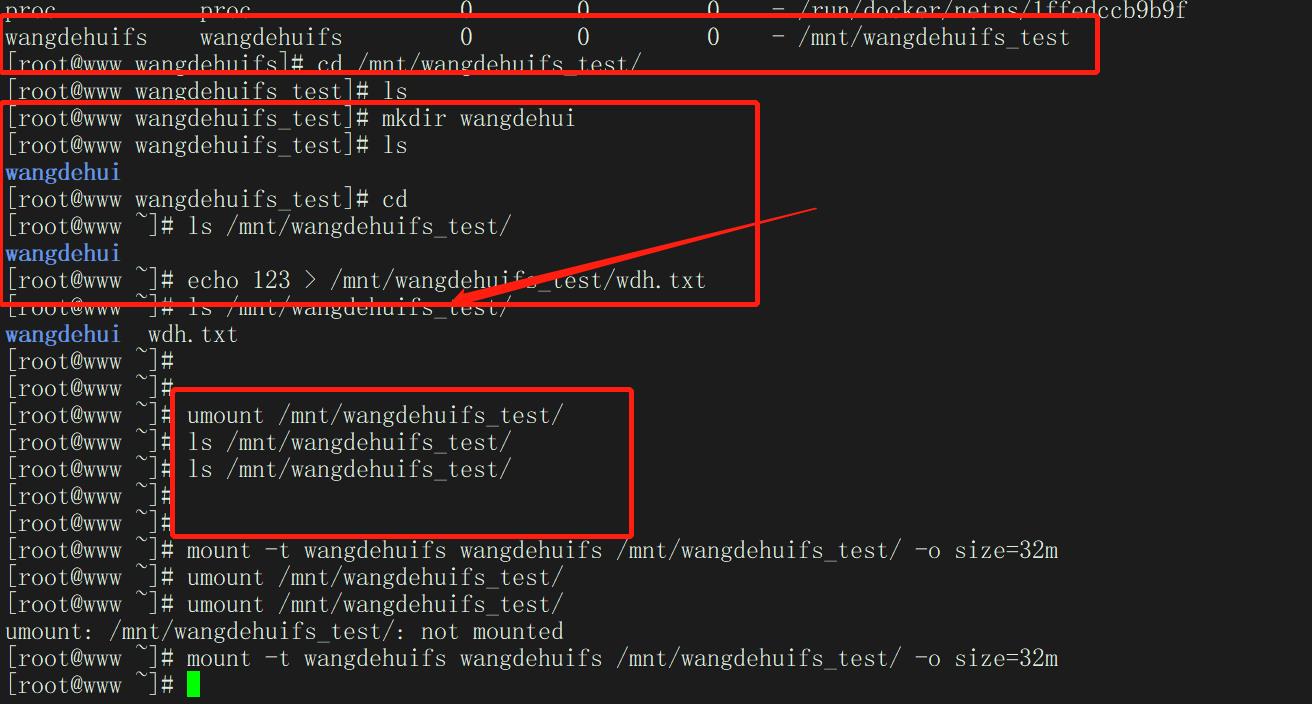 proc proc 0 0 0 - /run/docker/netns/1ffedccb9b9f
wangdehuifs wangdehuifs 0 0 0 - /mnt/wangdehuifs_test
[root@www wangdehuifs]# cd /mnt/wangdehuifs_test/
[root@www wangdehuifs_test]# ls
[root@www wangdehuifs_test]# mkdir wangdehui
[root@www wangdehuifs_test]# ls
wangdehui
[root@www wangdehuifs_test]# cd
[root@www ~]# ls /mnt/wangdehuifs_test/
wangdehui
[root@www ~]# echo 123 > /mnt/wangdehuifs_test/wdh.txt
[root@www ~]# ls /mnt/wangdehuifs_test/
wangdehui wdh.txt
[root@www ~]#
[root@www ~]#
[root@www ~]# umount /mnt/wangdehuifs_test/
[root@www ~]# ls /mnt/wangdehuifs_test/
[root@www ~]# ls /mnt/wangdehuifs_test/
[root@www ~]#
[root@www ~]#
[root@www ~]# mount -t wangdehuifs wangdehuifs /mnt/wangdehuifs_test/ -o size=32m
[root@www ~]# umount /mnt/wangdehuifs_test/
[root@www ~]# umount /mnt/wangdehuifs_test/
umount: /mnt/wangdehuifs_test/: not mounted
[root@www ~]# mount -t wangdehuifs wangdehuifs /mnt/wangdehuifs_test/ -o size=32m
[root@www ~]#